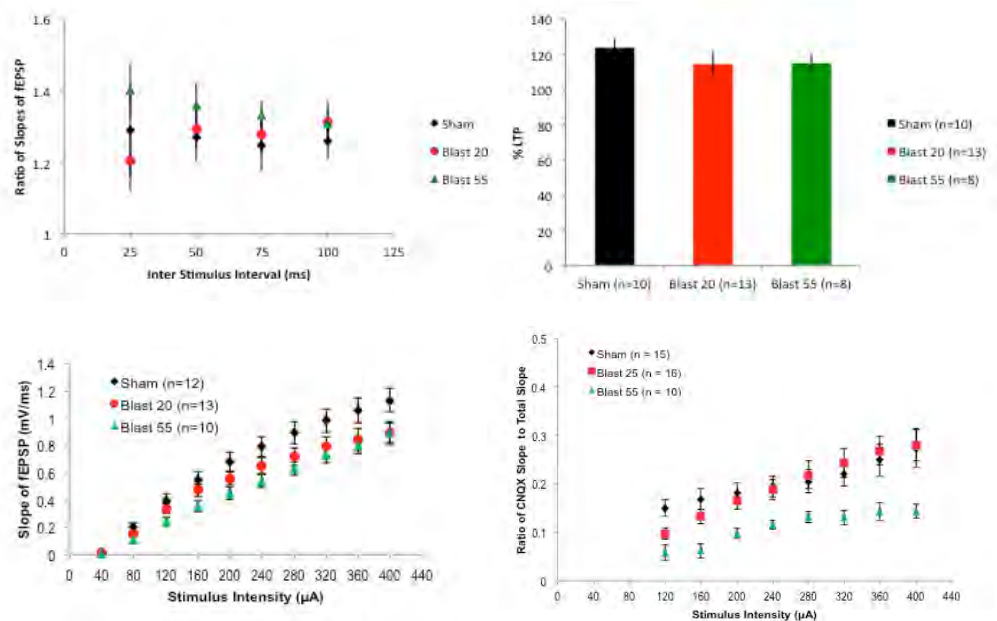 Ratio of Slopes of fEPSP
1.6
1.4
1.2
1
0
25
50
75
100
125
Inter Stimulus Interval (ms)
Sham
Blast 20
Blast 55
% LTP
140
120
100
80
60
40
20
0
Sham (n=10)
Blast 20 (n=13)
Blast 55 (n=8)
Sham (n=10)
Blast 20 (n=13)
Blast 55 (n=8)
Slope of fEPSP (mV/ms)
1.4
1.2
1
0.8
0.6
0.4
0.2
0
Sham (n=12)
Blast 20 (n=13)
Blast 55 (n=10)
0 40 80 120 160 200 240 280 320 360 400 440
Stimulus Intensity (µA)
Ratio of CNQX Slope to Total Slope
0.5
0.4
0.3
0.2
0.1
0
Sham (n = 15)
Blast 25 (n = 16)
Blast 55 (n = 10)
0 40 80 120 160 200 240 280 320 360 400 440
Stimulus Intensity (µA)